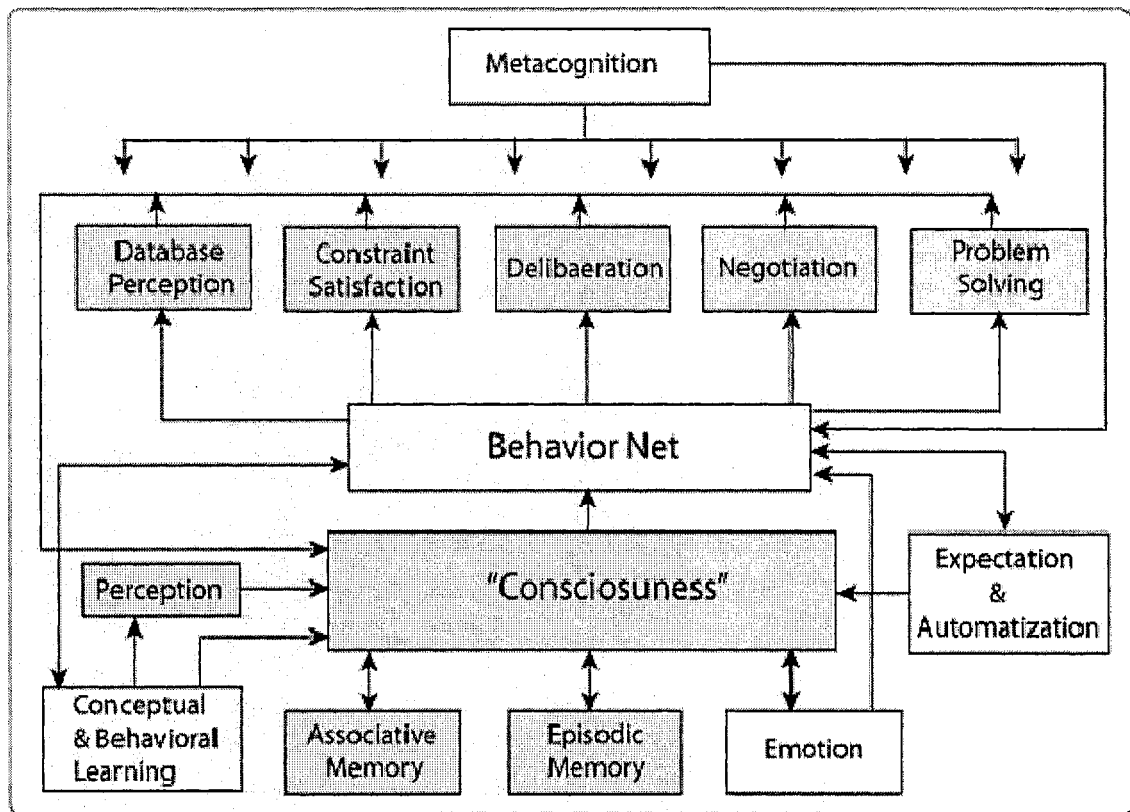 Metacognition
Database
Perception
Constraint
Satisfaction
Delibaeration
Negotiation
Problem
Solving
Behavior Net
"Consciosuness"
Perception
Expectation
&
Automatization
Conceptual
& Behavioral
Learning
Associative
Memory
Episodic
Memory
Emotion